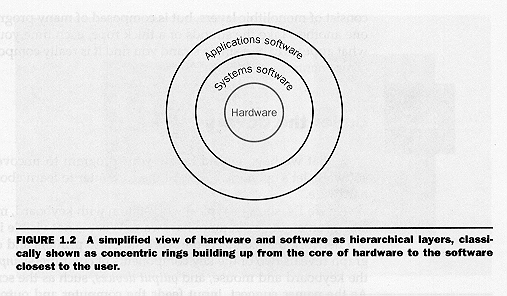 Applications software
Systems software
Hardware
FIGURE 1.2 A simplified view of hardware and software as hierarchical layers, classi-
cally shown as concentric rings building up from the core of hardware to the software
closest to the user.